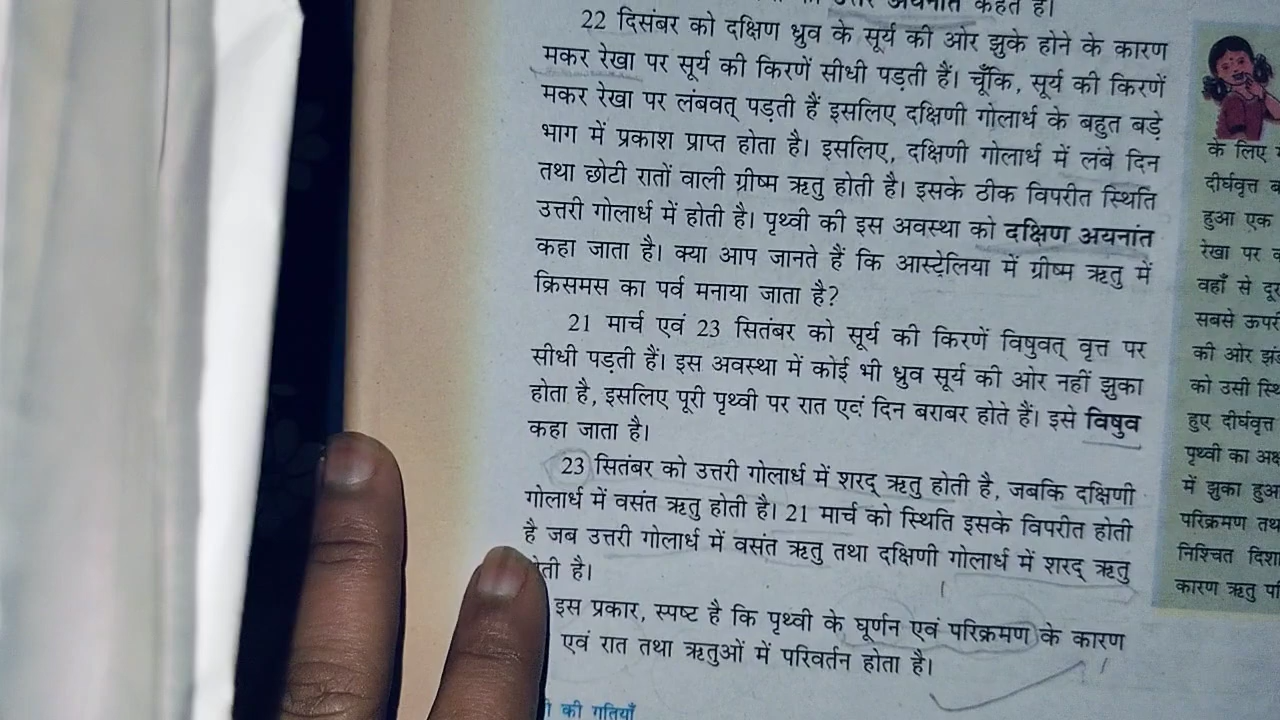 अयनांत कहते हैं।
22 दिसंबर को दक्षिण ध्रुव के सूर्य की ओर झुके होने के कारण
मकर रेखा पर सूर्य की किरणें सीधी पड़ती हैं। चूँकि, सूर्य की किरणें
मकर रेखा पर लंबवत् पड़ती हैं इसलिए दक्षिणी गोलार्ध के बहुत बड़े
भाग में प्रकाश प्राप्त होता है। इसलिए, दक्षिणी गोलार्ध में लंबे दिन
तथा छोटी रातों वाली ग्रीष्म ऋतु होती है। इसके ठीक विपरीत स्थिति
उत्तरी गोलार्ध में होती है। पृथ्वी की इस अवस्था को दक्षिण अयनांत
कहा जाता है। क्या आप जानते हैं कि आस्ट्रेलिया में ग्रीष्म ऋतु में
क्रिसमस का पर्व मनाया जाता है?
21 मार्च एवं 23 सितंबर को सूर्य की किरणें विषुवत् वृत्त पर
सीधी पड़ती हैं। इस अवस्था में कोई भी ध्रुव सूर्य की ओर नहीं झुका
होता है, इसलिए पूरी पृथ्वी पर रात एवं दिन बराबर होते हैं। इसे विषुव
कहा जाता है।
23 सितंबर को उत्तरी गोलार्ध में शरद् ऋतु होती है, जबकि दक्षिणी
गोलार्ध में वसंत ऋतु होती है। 21 मार्च को स्थिति इसके विपरीत होती
है जब उत्तरी गोलार्ध में वसंत ऋतु तथा दक्षिणी गोलार्ध में शरद् ऋतु
है।
इस प्रकार, स्पष्ट है कि पृथ्वी के घूर्णन एवं परिक्रमण के कारण
एवं रात तथा ऋतुओं में परिवर्तन होता है।
की गतियाँ
के लिए
दीर्घवृत्त
हुआ एक
रेखा पर
वहाँ से दूर
सबसे
की ओर
को उसी
हुए दीर्घवृत्त
पृथ्वी का
में झुका हुआ
परिक्रमण
निश्चित
कारण ऋतु